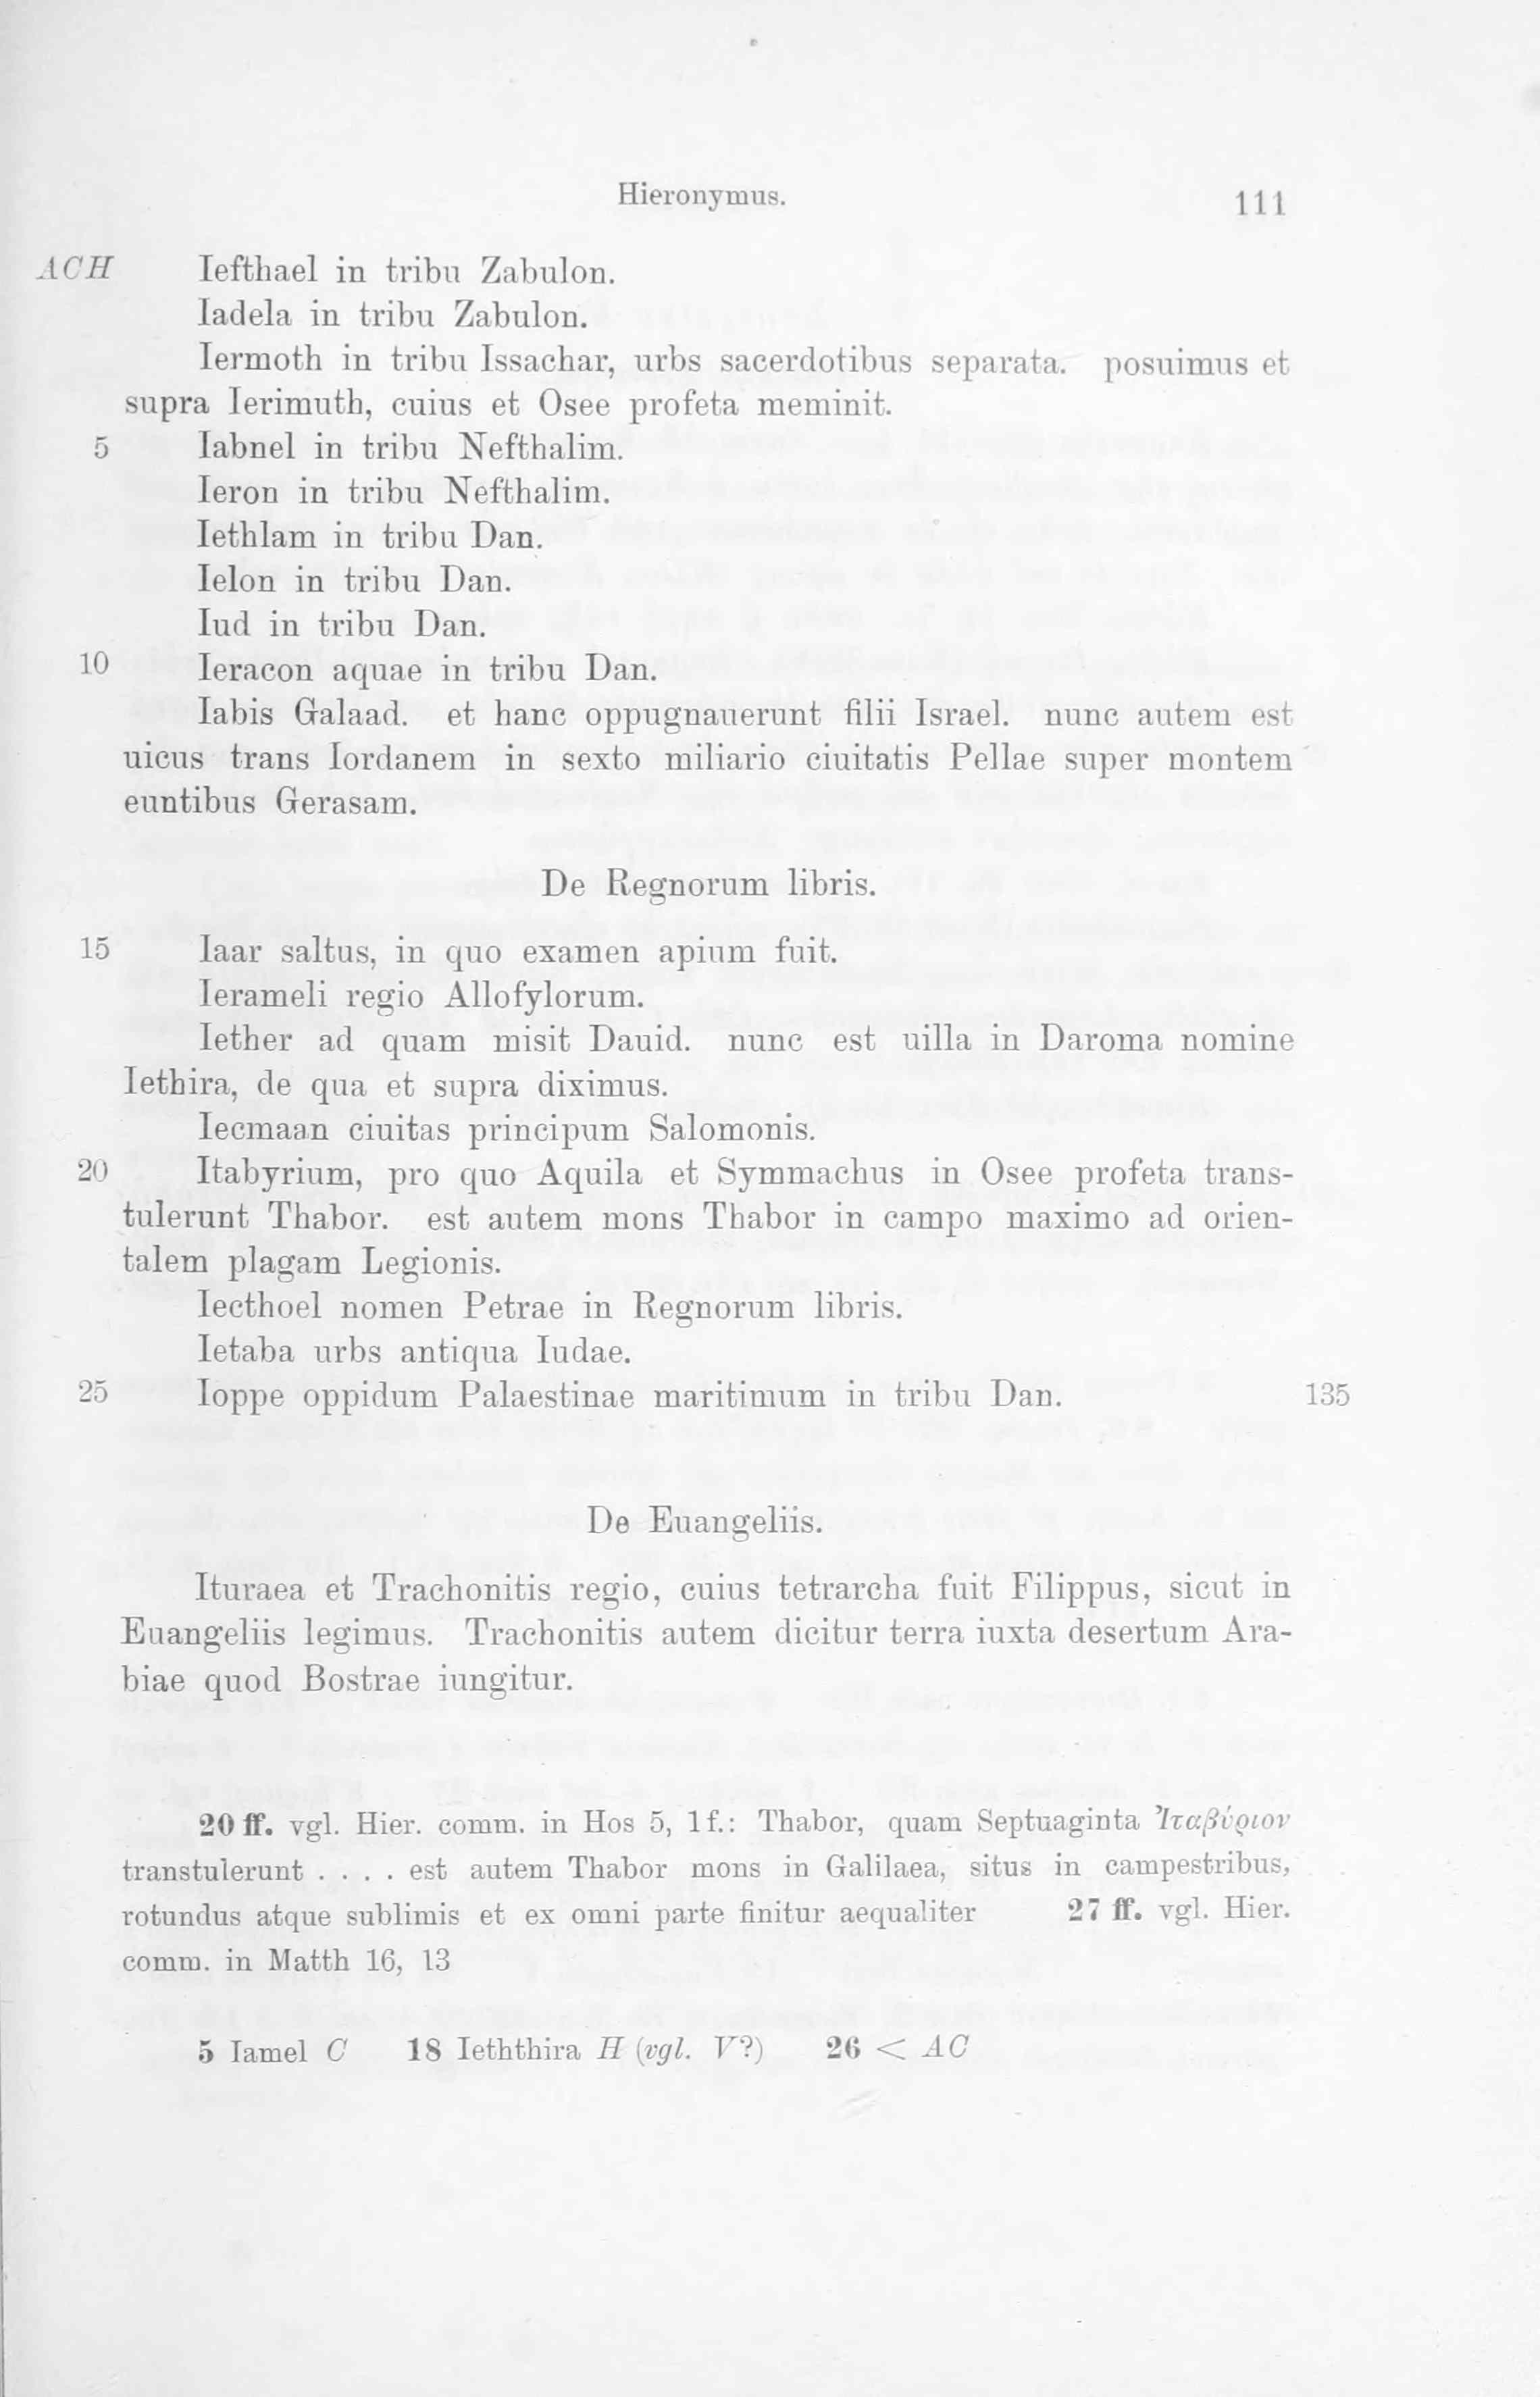 Hieronymus. 111
ACH Iefthael in tribu Zabulon.
Iadela in tribu Zabulon.
Iermoth in tribu Issachar, urbs sacerdotibus separata. posuimus et
supra Ierimuth, cuius et Osee profeta meminit.
5 Iabnel in tribu Nefthalim.
Ieron in tribu Nefthalim.
Iethlam in tribu Dan.
Ielon in tribu Dan.
Iud in tribu Dan.
10 Ieracon aquae in tribu Dan.
Iabis Galaad. et hanc oppugnauerunt filii Israel. nunc autem est
uicus trans Iordanem in sexto miliario ciuitatis Pellae super montem
euntibus Gerasam.
De Regnorum libris.
15 Iaar saltus, in quo examen apium fuit.
Ierameli regio Allofylorum.
Iether ad quam misit Dauid. nunc est uilla in Daroma nomine
Iethira, de qua et supra diximus.
Iecmaan ciuitas principum Salomonis.
20 Itabyrium, pro quo Aquila et Symmachus in Osee profeta trans-
tulerunt Thabor. est autem mons Thabor in campo maximo ad orien-
talem plagam Legionis.
Iecthoel nomen Petrae in Regnorum libris.
Ietaba urbs antiqua Iudae.
25 Ioppe oppidum Palaestinae maritimum in tribu Dan. 135
De Euangeliis.
Ituraea et Trachonitis regio, cuius tetrarcha fuit Filippus, sicut in
Euangeliis legimus. Trachonitis autem dicitur terra iuxta desertum Ara-
biae quod Bostrae iungitur.
20 ff. vgl. Hier. comm. in Hos 5, 1 f.: Thabor, quam Septuaginta Ἰταβύριον
transtulerunt . . . . est autem Thabor mons in Galilaea, situs in campestribus,
rotundus atque sublimis et ex omni parte finitur aequaliter 27 ff. vgl. Hier.
comm. in Matth 16, 13
5 Iamel C 18 Ieththira H (vgl. V?) 26 < AC